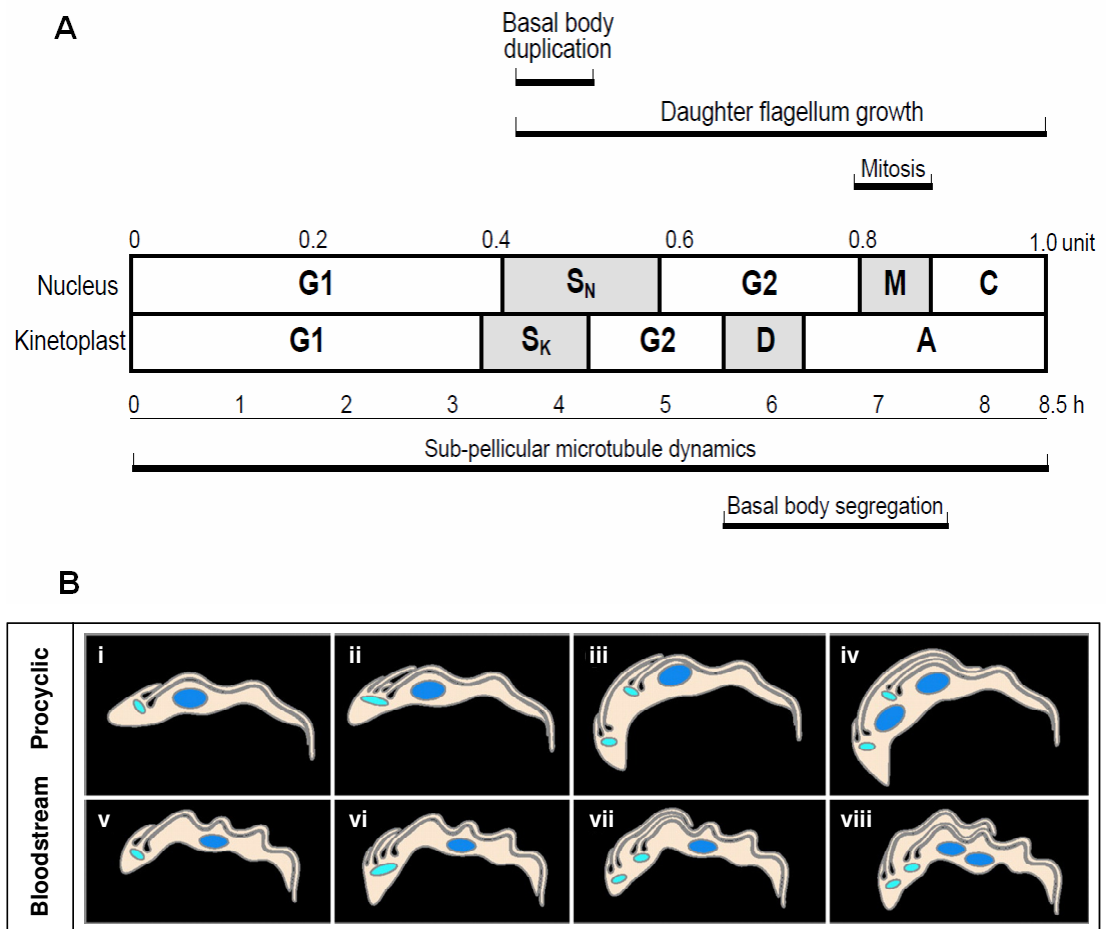 A
Basal body
duplication
Daughter flagellum growth
Mitosis
0 0.2 0.4 0.6 0.8 1.0 unit
Nucleus G1 SN G2 M C
Kinetoplast G1 SK G2 D A
0 1 2 3 4 5 6 7 8 8.5 h
Sub-pellicular microtubule dynamics
Basal body segregation
B
Procyclic
i ii iii iv
Bloodstream
v vi vii viii